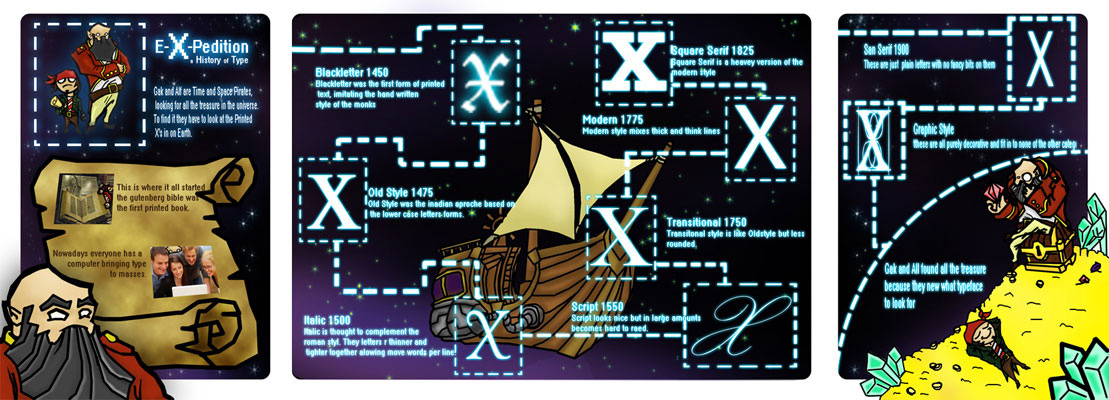 E-X-Pedition
a History of Type
Gak and Alf are Time and Space Pirates,
looking for all the treasure in the universe.
To find it they have to look at the Printed
X's in on Earth.
This is where it all started
the gutenberg bible was
the first printed book.
Nowadays everyone has a
computer bringing type
to masses.
Blackletter 1450
Blackletter was the first form of printed
text, imitating the hand written
style of the monks
X
Old Style 1475
Old Style was the inadian aproche based on
the lower case letters-forms.
X
Italic 1500
Italic is thought to complement the
roman styl. They letters r thinner and
tighter together alowing move words per line
X
Script 1550
Script looks nice but in large amounts
becomes hard to raed.
X
Transitional 1750
Transitonal style is like Oldstyle but less
rounded,
X
Modern 1775
Modern style mixes thick and think lines
X
Square Serif 1825
Square Serif is a heavey version of the
modern style
X
San Serif 1900
These are just plain letters with no fancy bits on them
X
Graphic Style
these are all purely decorative and fit in to none of the other
X
Gak and Alf found all the treasure
because they new what typeface
to look for